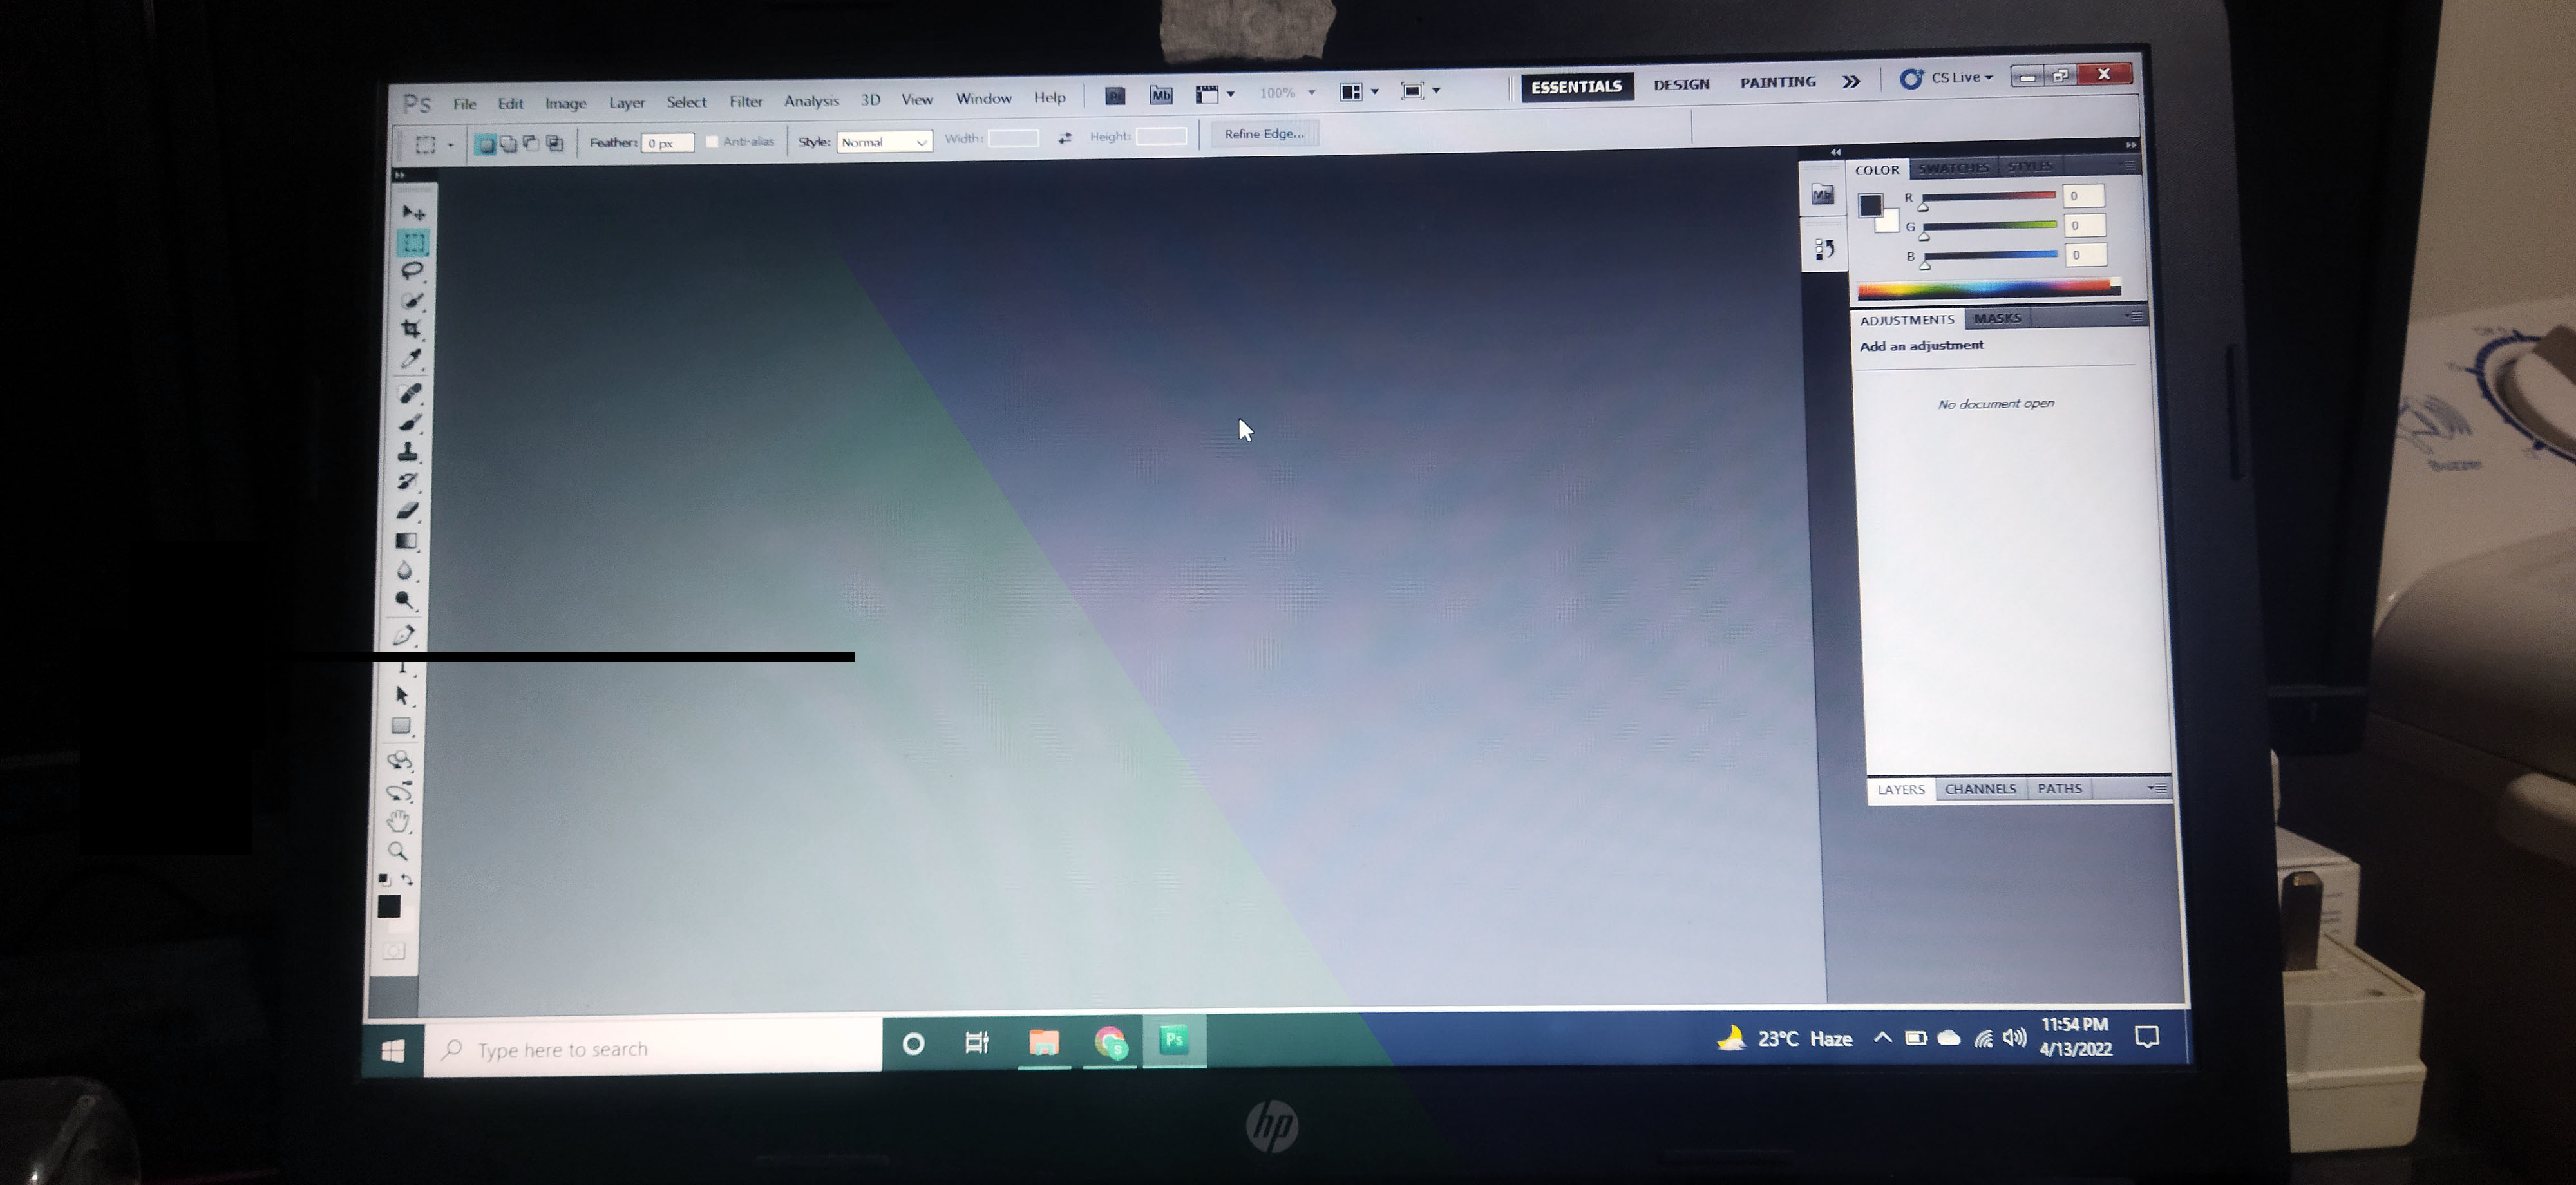 Ps File Edit Image Layer Select Filter Analysis 3D View Window Help Br Mb 100% ESSENTIALS DESIGN PAINTING CS Live
Feather: 0 px Anti-alias Style: Normal Width: Height: Refine Edge...
Mb
COLOR SWATCHES STYLES
R 0
G 0
B 0
ADJUSTMENTS MASKS
Add an adjustment
No document open
LAYERS CHANNELS PATHS
Type here to search
S
Ps
23°C Haze
11:54 PM
4/13/2022
hp
Buzzer